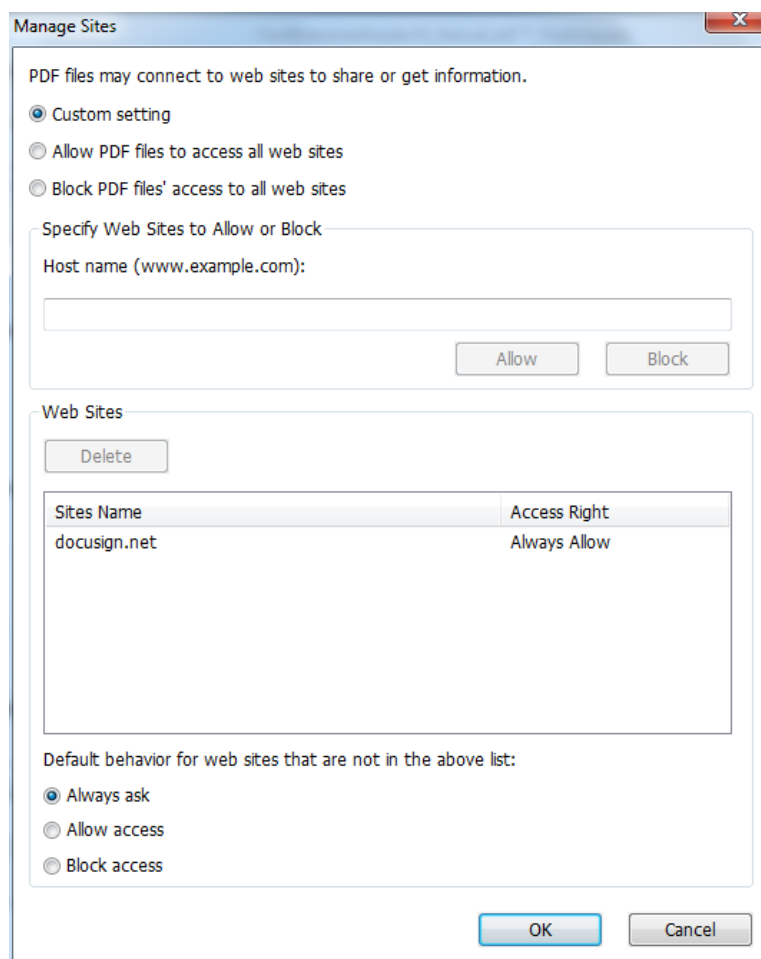 Manage Sites
PDF files may connect to web sites to share or get information.
Custom setting
Allow PDF files to access all web sites
Block PDF files' access to all web sites
Specify Web Sites to Allow or Block
Host name (www.example.com):
Allow Block
Web Sites
Delete
Sites Name Access Right
docusign.net Always Allow
Default behavior for web sites that are not in the above list:
Always ask
Allow access
Block access
OK Cancel